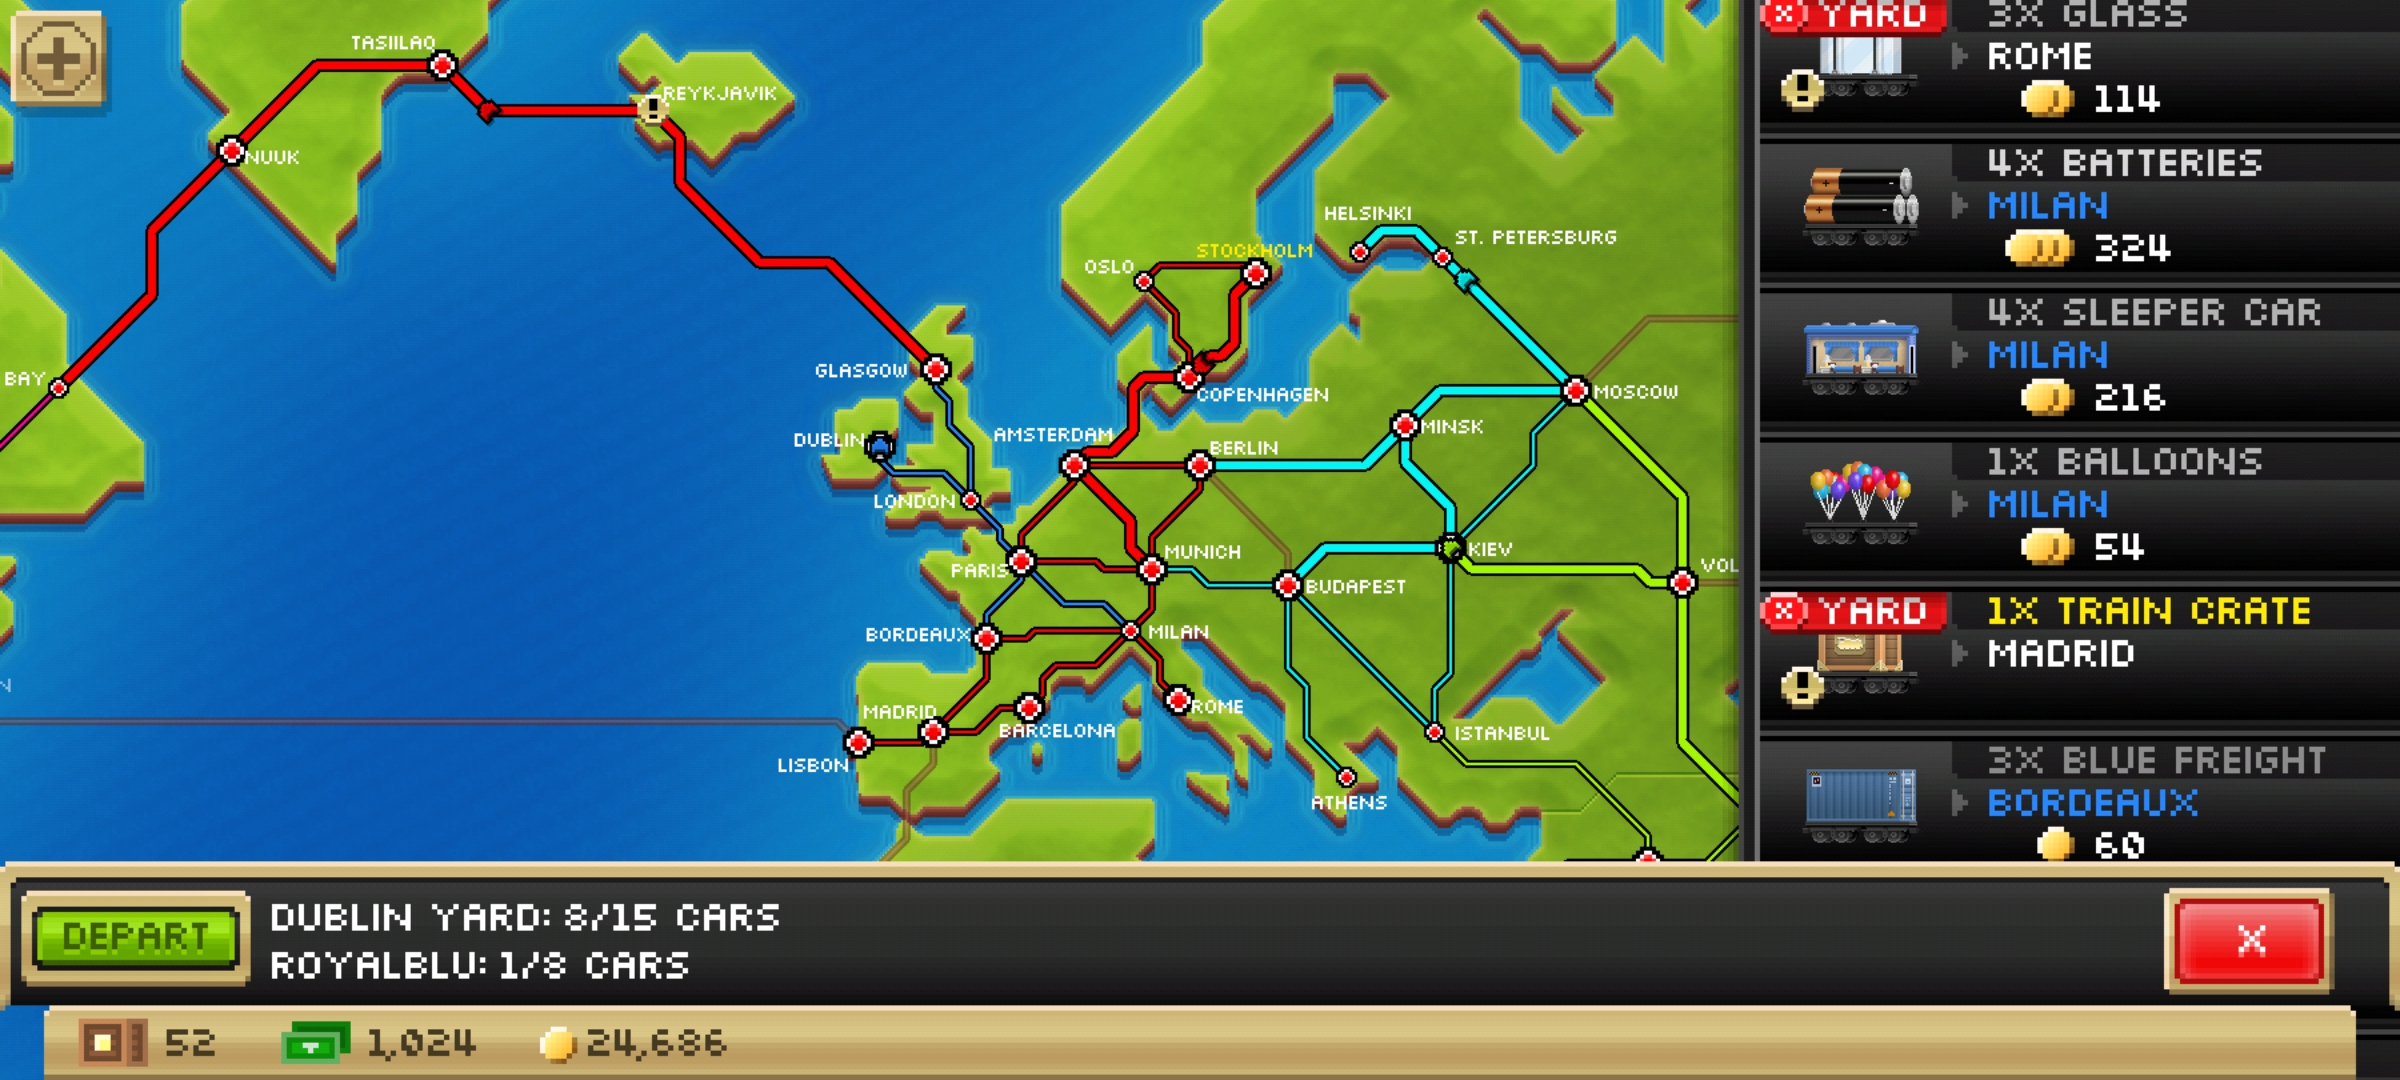 TASIILAQ
REYKJAVIK
NUUK
BAY
HELSINKI
ST. PETERSBURG
STOCKHOLM
OSLO
GLASGOW
COPENHAGEN
MOSCOW
DUBLIN
AMSTERDAM
BERLIN
MINSK
LONDON
PARIS
MUNICH
KIEV
VOL
BUDAPEST
BORDEAUX
MILAN
MADRID
ROME
BARCELONA
LISBON
ISTANBUL
ATHENS
N
YARD
3X GLASS
ROME
114
4X BATTERIES
MILAN
324
4X SLEEPER CAR
MILAN
216
1X BALLOONS
MILAN
54
YARD
1X TRAIN CRATE
MADRID
3X BLUE FREIGHT
BORDEAUX
60
DEPART
DUBLIN YARD: 8/15 CARS
ROYALBLU: 1/8 CARS
X
52
1,024
24,686